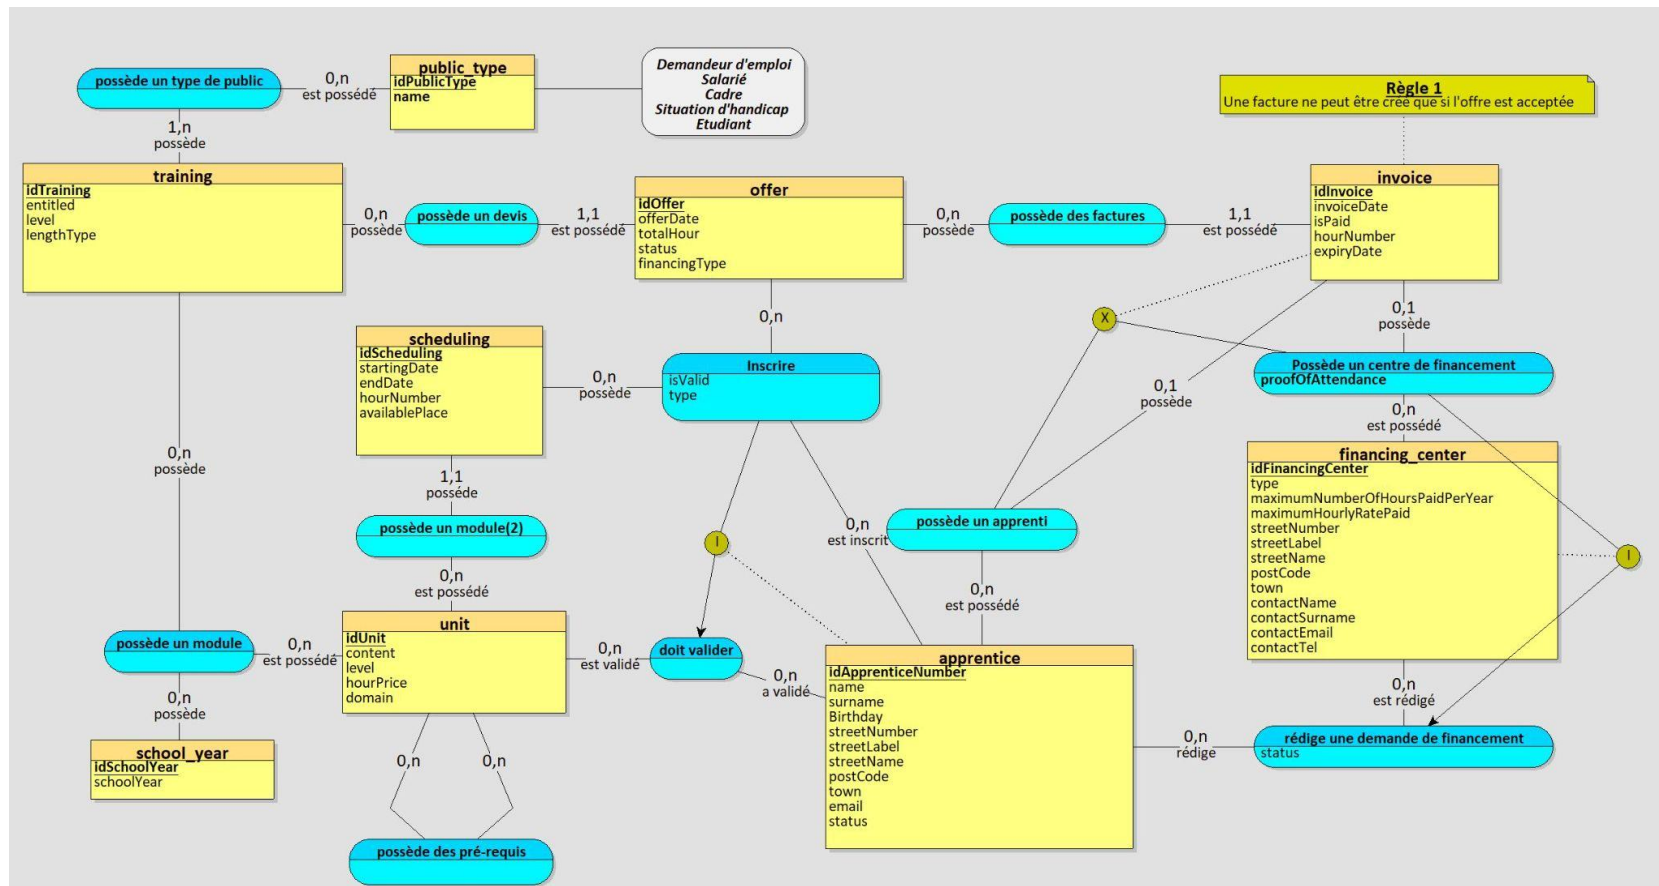 possède un type de public
0,n
est possédé
public_type
idPublicType
name
Demandeur d'emploi
Salarié
Cadre
Situation d'handicap
Etudiant
Règle 1
Une facture ne peut être créé que si l'offre est acceptée
1,n
possède
training
idTraining
entitled
level
lengthType
0,n
possède
possède un devis
1,1
est possédé
offer
idOffer
offerDate
totalHour
status
financingType
0,n
possède
possède des factures
1,1
est possédé
invoice
idInvoice
invoiceDate
isPaid
hourNumber
expiryDate
0,n
X
0,1
possède
scheduling
idScheduling
startingDate
endDate
hourNumber
availablePlace
0,n
possède
Inscrire
isValid
type
0,1
possède
Possède un centre de financement
proofOfAttendance
0,n
est possédé
0,n
possède
1,1
posséde
possède un module(2)
0,n
est possédé
I
0,n
est inscrit
possède un apprenti
0,n
est possédé
financing_center
idFinancingCenter
type
maximumNumberOfHoursPaidPerYear
maximumHourlyRatePaid
streetNumber
streetLabel
streetName
postCode
town
contactName
contactSurname
contactEmail
contactTel
I
possède un module
0,n
est possédé
unit
idUnit
content
level
hourPrice
domain
0,n
est validé
doit valider
0,n
a validé
apprentice
idApprenticeNumber
name
surname
Birthday
streetNumber
streetLabel
streetName
postCode
town
email
status
0,n
est rédigé
0,n
rédige
rédige une demande de financement
status
0,n
possède
school_year
idSchoolYear
schoolYear
0,n
0,n
possède des pré-requis